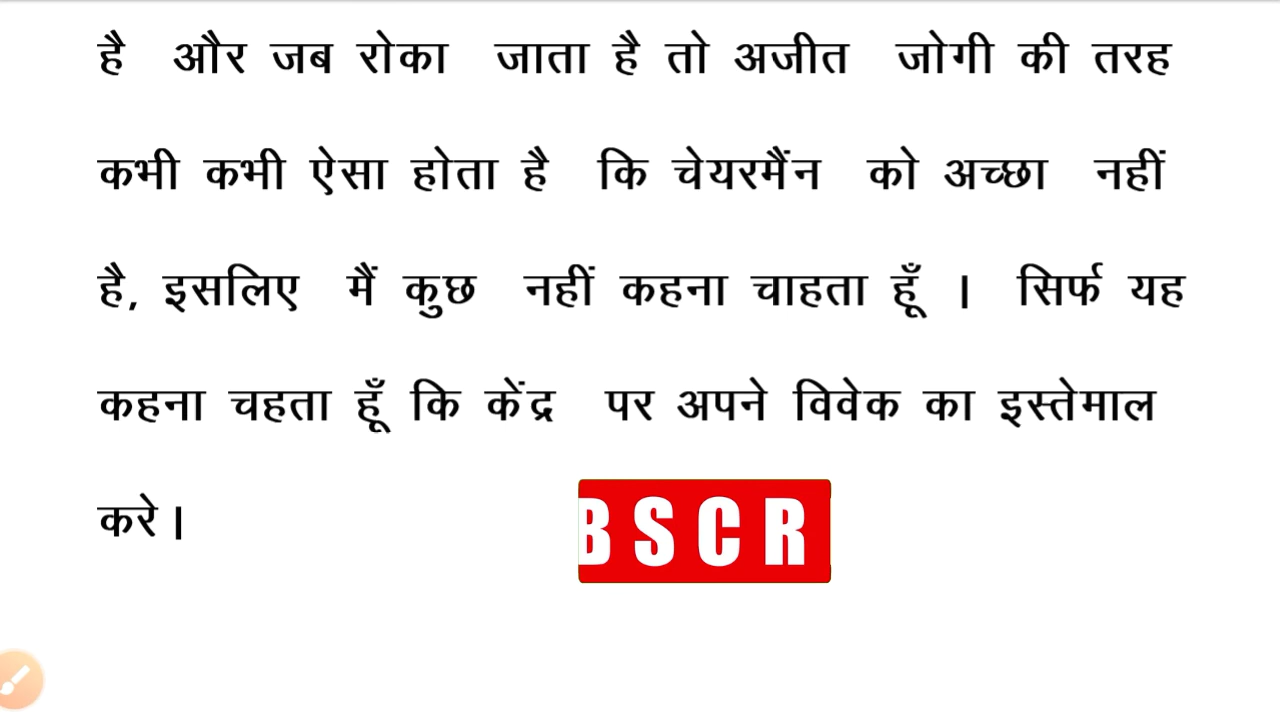 है और जब रोका जाता है तो अजीत जोगी की तरह
कभी कभी ऐसा होता है कि चेयरमैंन को अच्छा नहीं
है, इसलिए मैं कुछ नहीं कहना चाहता हूँ । सिर्फ यह
कहना चहता हूँ कि केंद्र पर अपने विवेक का इस्तेमाल
करे।
BSCR